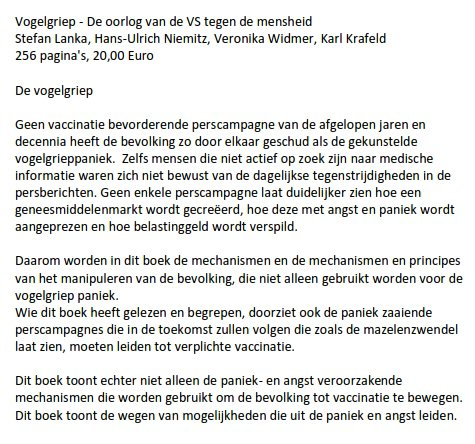 Vogelgriep - De oorlog van de VS tegen de mensheid
Stefan Lanka, Hans-Ulrich Niemitz, Veronika Widmer, Karl Krafeld
256 pagina's, 20,00 Euro
De vogelgriep
Geen vaccinatie bevorderende perscampagne van de afgelopen jaren en
decennia heeft de bevolking zo door elkaar geschud als de gekunstelde
vogelgrieppaniek.  Zelfs mensen die niet actief op zoek zijn naar medische
informatie waren zich niet bewust van de dagelijkse tegenstrijdigheden in de
persberichten. Geen enkele perscampagne laat duidelijker zien hoe een
geneesmiddelenmarkt wordt gecreëerd, hoe deze met angst en paniek wordt
aangeprezen en hoe belastinggeld wordt verspild.
Daarom worden in dit boek de mechanismen en de mechanismen en principes
van het manipuleren van de bevolking, die niet alleen gebruikt worden voor de
vogelgriep paniek.
Wie dit boek heeft gelezen en begrepen, doorziet ook de paniek zaaiende
perscampagnes die in de toekomst zullen volgen die zoals de mazelenzwendel
laat zien, moeten leiden tot verplichte vaccinatie.
Dit boek toont echter niet alleen de paniek- en angst veroorzakende
mechanismen die worden gebruikt om de bevolking tot vaccinatie te bewegen.
Dit boek toont de wegen van mogelijkheden die uit de paniek en angst leiden.